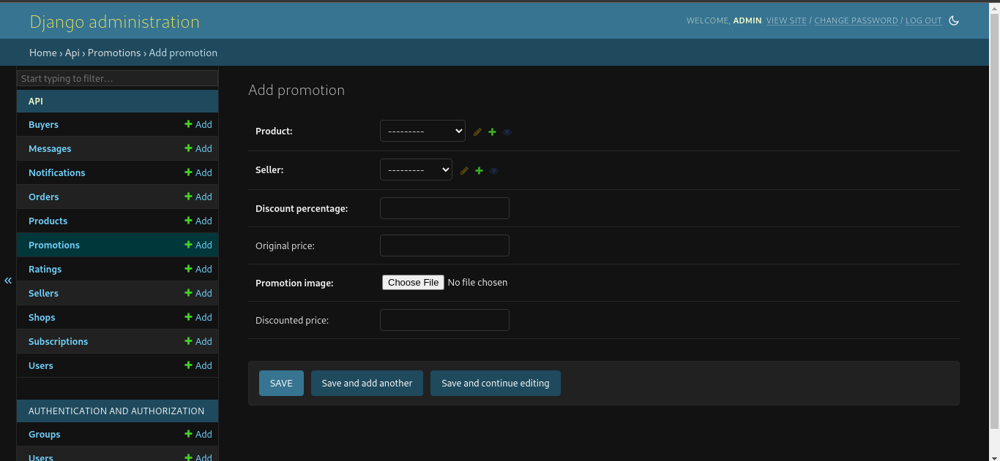 Django administration
WELCOME, ADMIN. VIEW SITE / CHANGE PASSWORD / LOG OUT
Home › Api › Promotions › Add promotion
Start typing to filter…
API
Buyers Add
Messages Add
Notifications Add
Orders Add
Products Add
Promotions Add
Ratings Add
Sellers Add
Shops Add
Subscriptions Add
Users Add
AUTHENTICATION AND AUTHORIZATION
Groups Add
Users Add
«
Add promotion
Product: ---------
Seller: ---------
Discount percentage:
Original price:
Promotion image: Choose File No file chosen
Discounted price:
SAVE Save and add another Save and continue editing